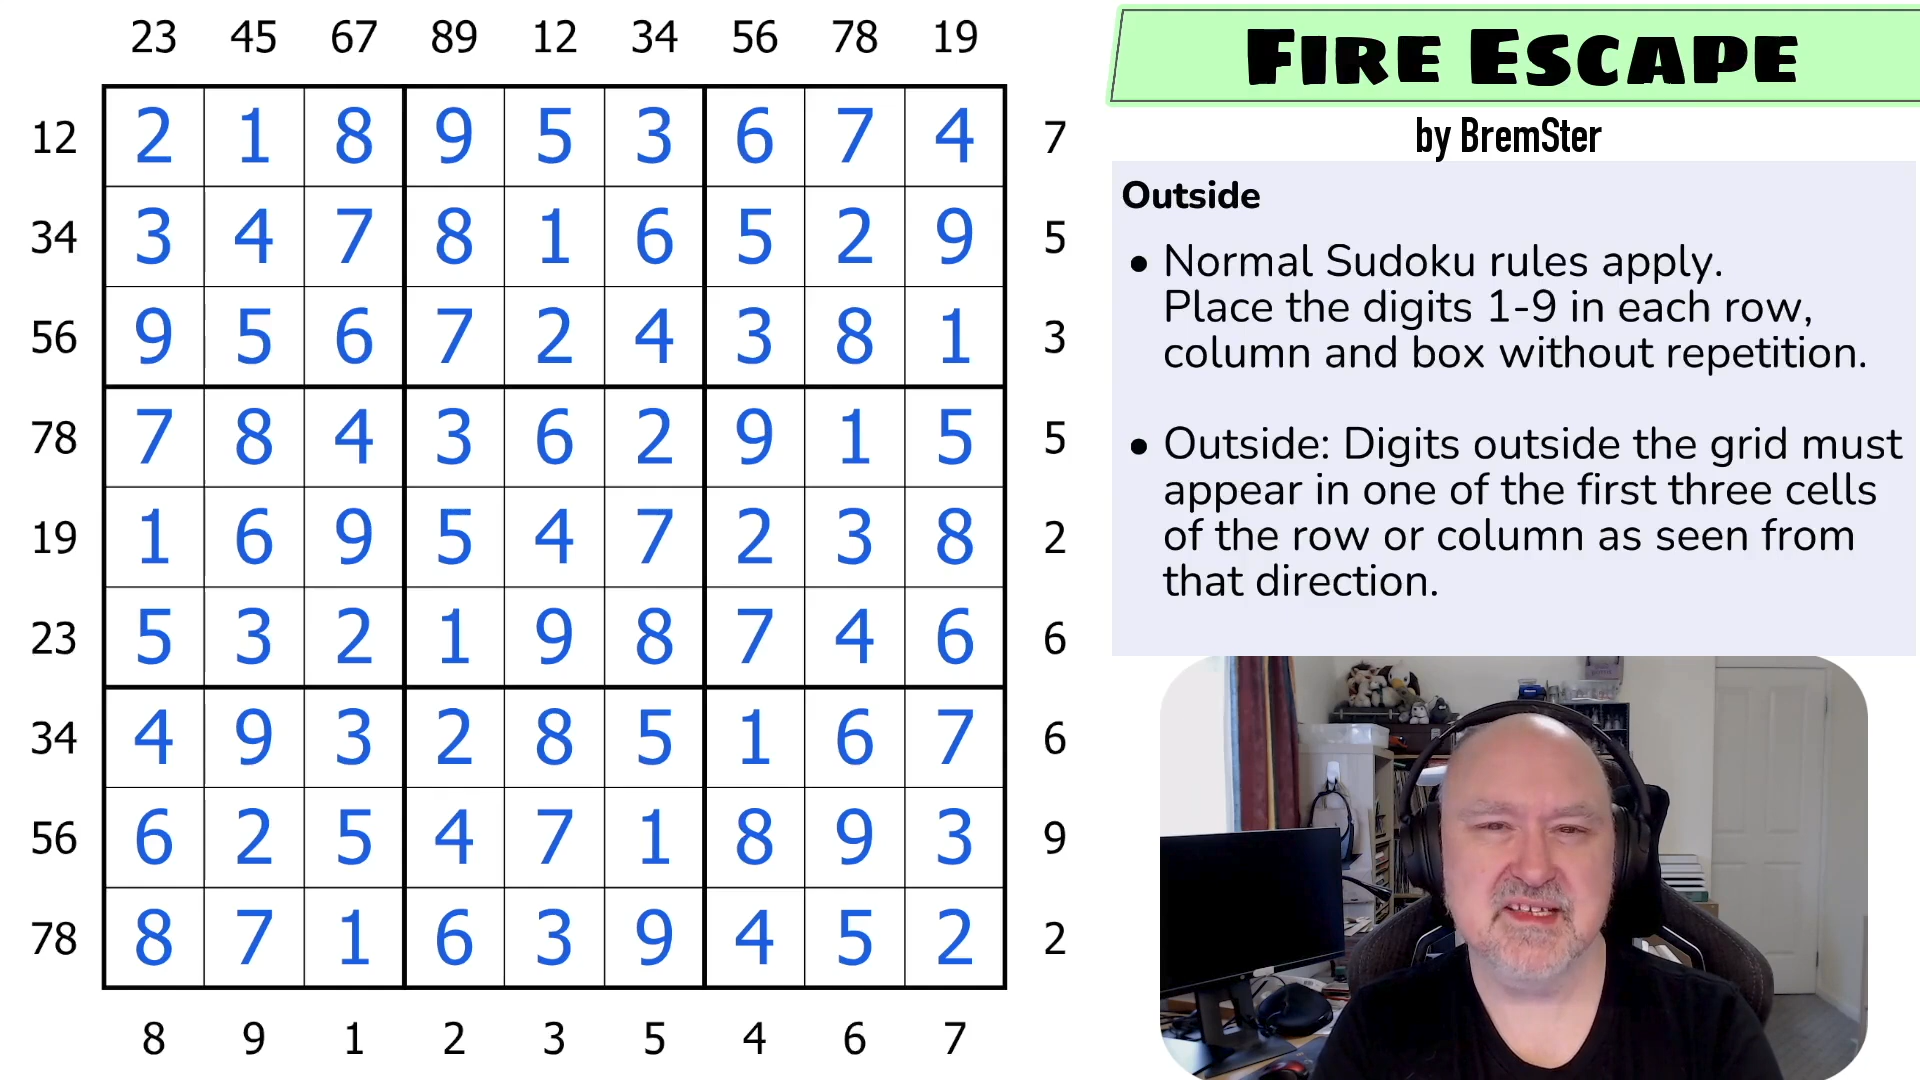 23 45 67 89 12 34 56 78 19
12 2 1 8 9 5 3 6 7 4 7
34 3 4 7 8 1 6 5 2 9 5
56 9 5 6 7 2 4 3 8 1 3
78 7 8 4 3 6 2 9 1 5 5
19 1 6 9 5 4 7 2 3 8 2
23 5 3 2 1 9 8 7 4 6 6
34 4 9 3 2 8 5 1 6 7 6
56 6 2 5 4 7 1 8 9 3 9
78 8 7 1 6 3 9 4 5 2 2
8 9 1 2 3 5 4 6 7
FIRE ESCAPE
by BremSter
Outside
• Normal Sudoku rules apply.
Place the digits 1-9 in each row,
column and box without repetition.
• Outside: Digits outside the grid must
appear in one of the first three cells
of the row or column as seen from
that direction.